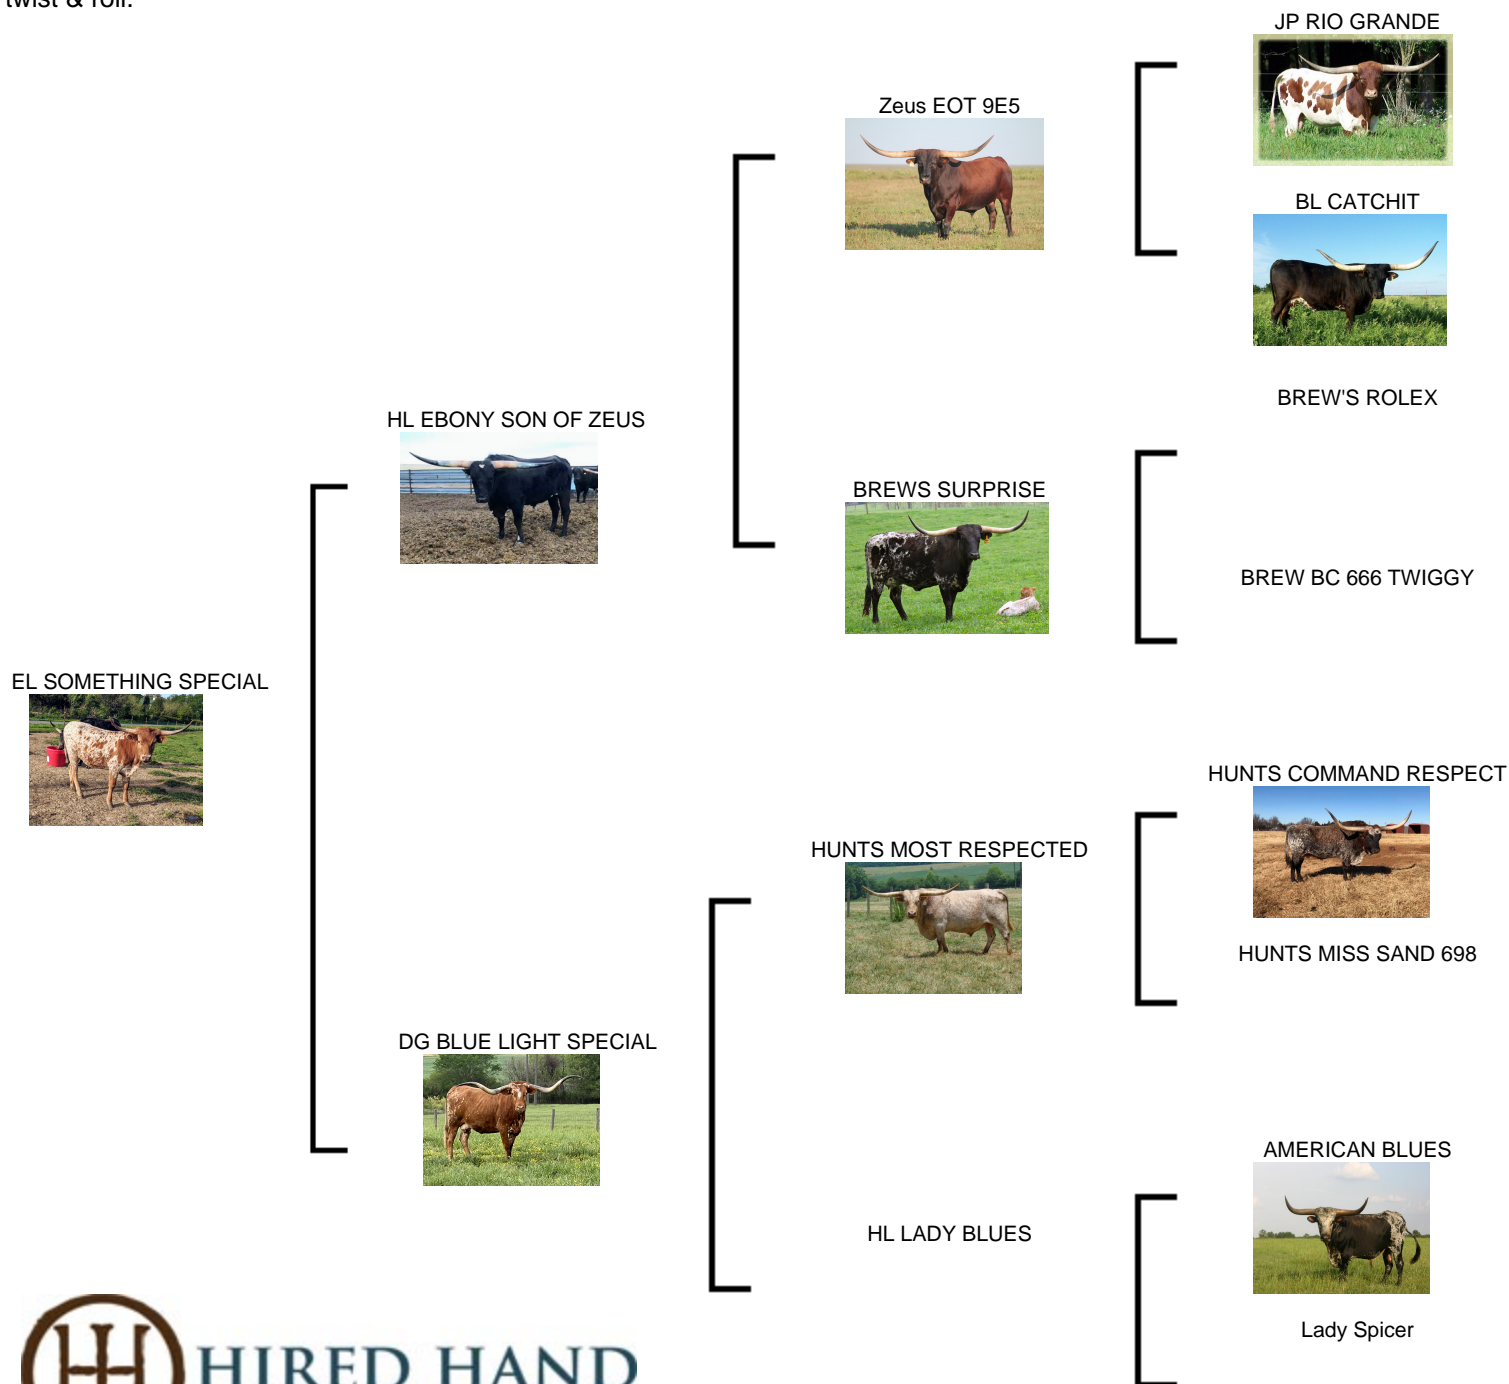 twist & roll.
JP RIO GRANDE
Zeus EOT 9E5
BL CATCHIT
BREW'S ROLEX
HL EBONY SON OF ZEUS
BREWS SURPRISE
BREW BC 666 TWIGGY
EL SOMETHING SPECIAL
HUNTS COMMAND RESPECT
HUNTS MOST RESPECTED
HUNTS MISS SAND 698
DG BLUE LIGHT SPECIAL
AMERICAN BLUES
HL LADY BLUES
Lady Spicer
HIRED HAND